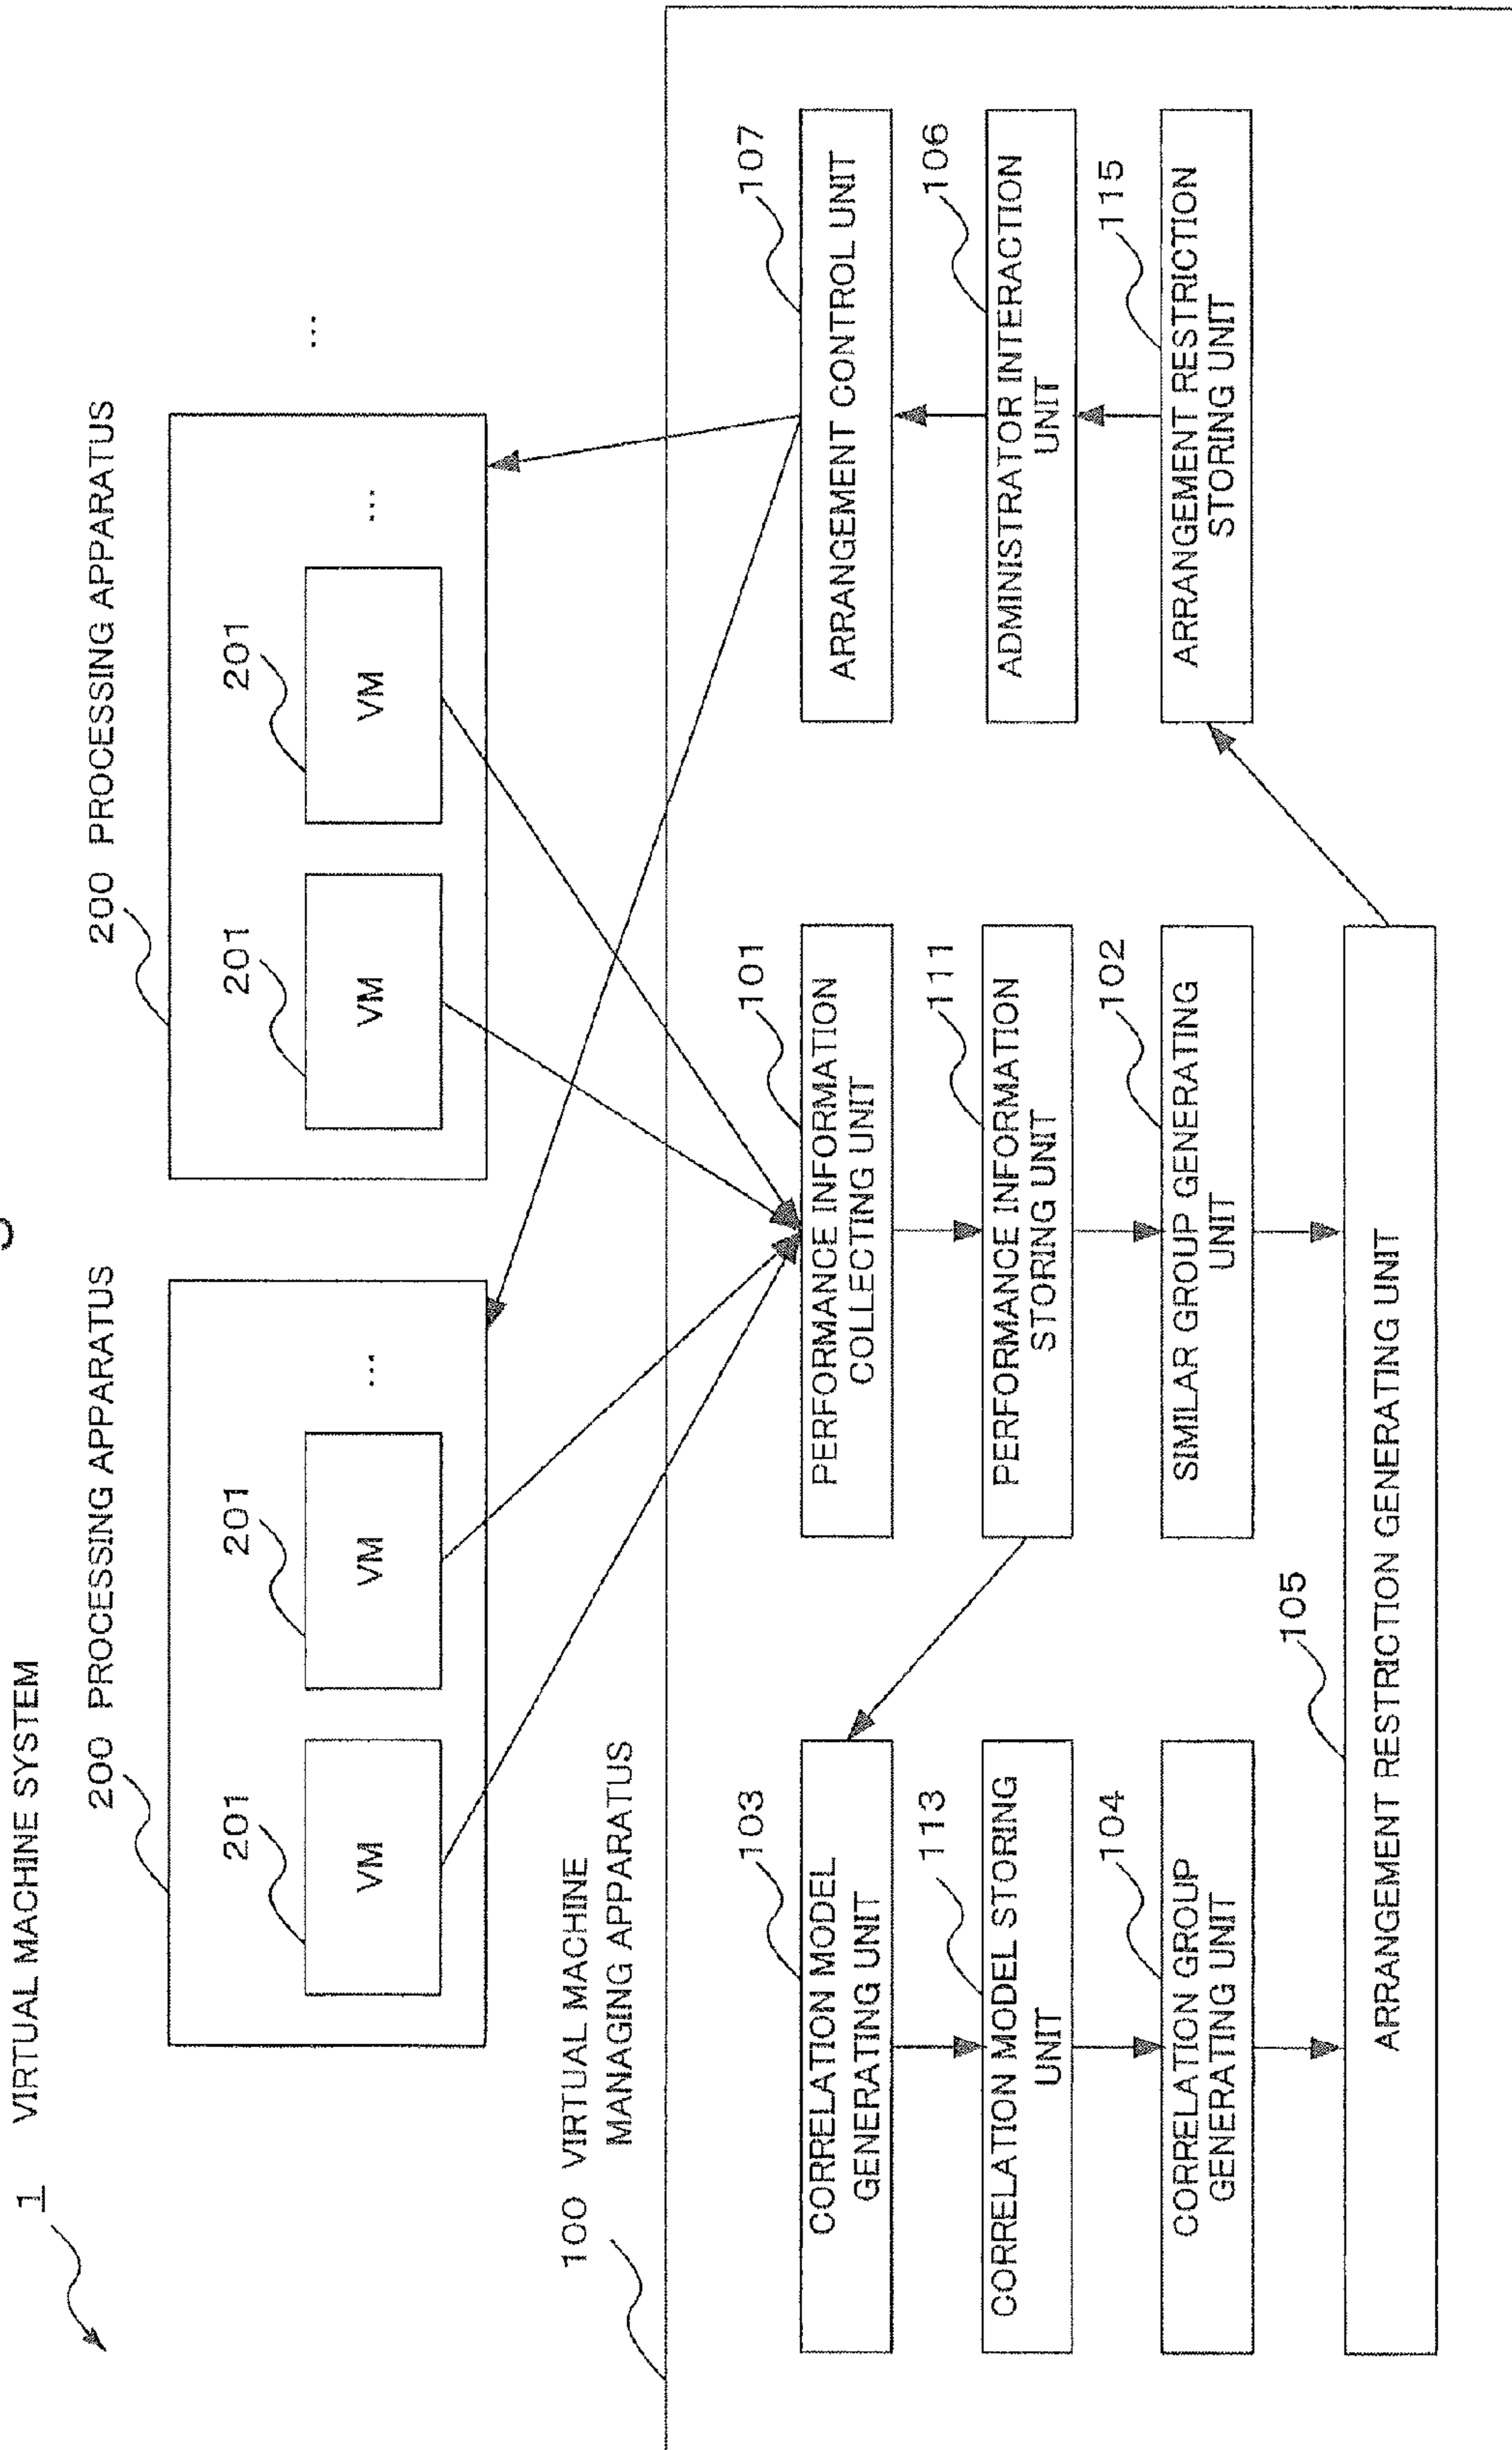 1 VIRTUAL MACHINE SYSTEM
200 PROCESSING APPARATUS
200 PROCESSING APPARATUS
201
201
201
201
VM
VM
...
VM
VM
...
...
100 VIRTUAL MACHINE
MANAGING APPARATUS
103
101
107
CORRELATION MODEL
GENERATING UNIT
PERFORMANCE INFORMATION
COLLECTING UNIT
ARRANGEMENT CONTROL UNIT
113
111
106
CORRELATION MODEL STORING
UNIT
PERFORMANCE INFORMATION
STORING UNIT
ADMINISTRATOR INTERACTION
UNIT
104
102
115
CORRELATION GROUP
GENERATING UNIT
SIMILAR GROUP GENERATING
UNIT
ARRANGEMENT RESTRICTION
STORING UNIT
105
ARRANGEMENT RESTRICTION GENERATING UNIT